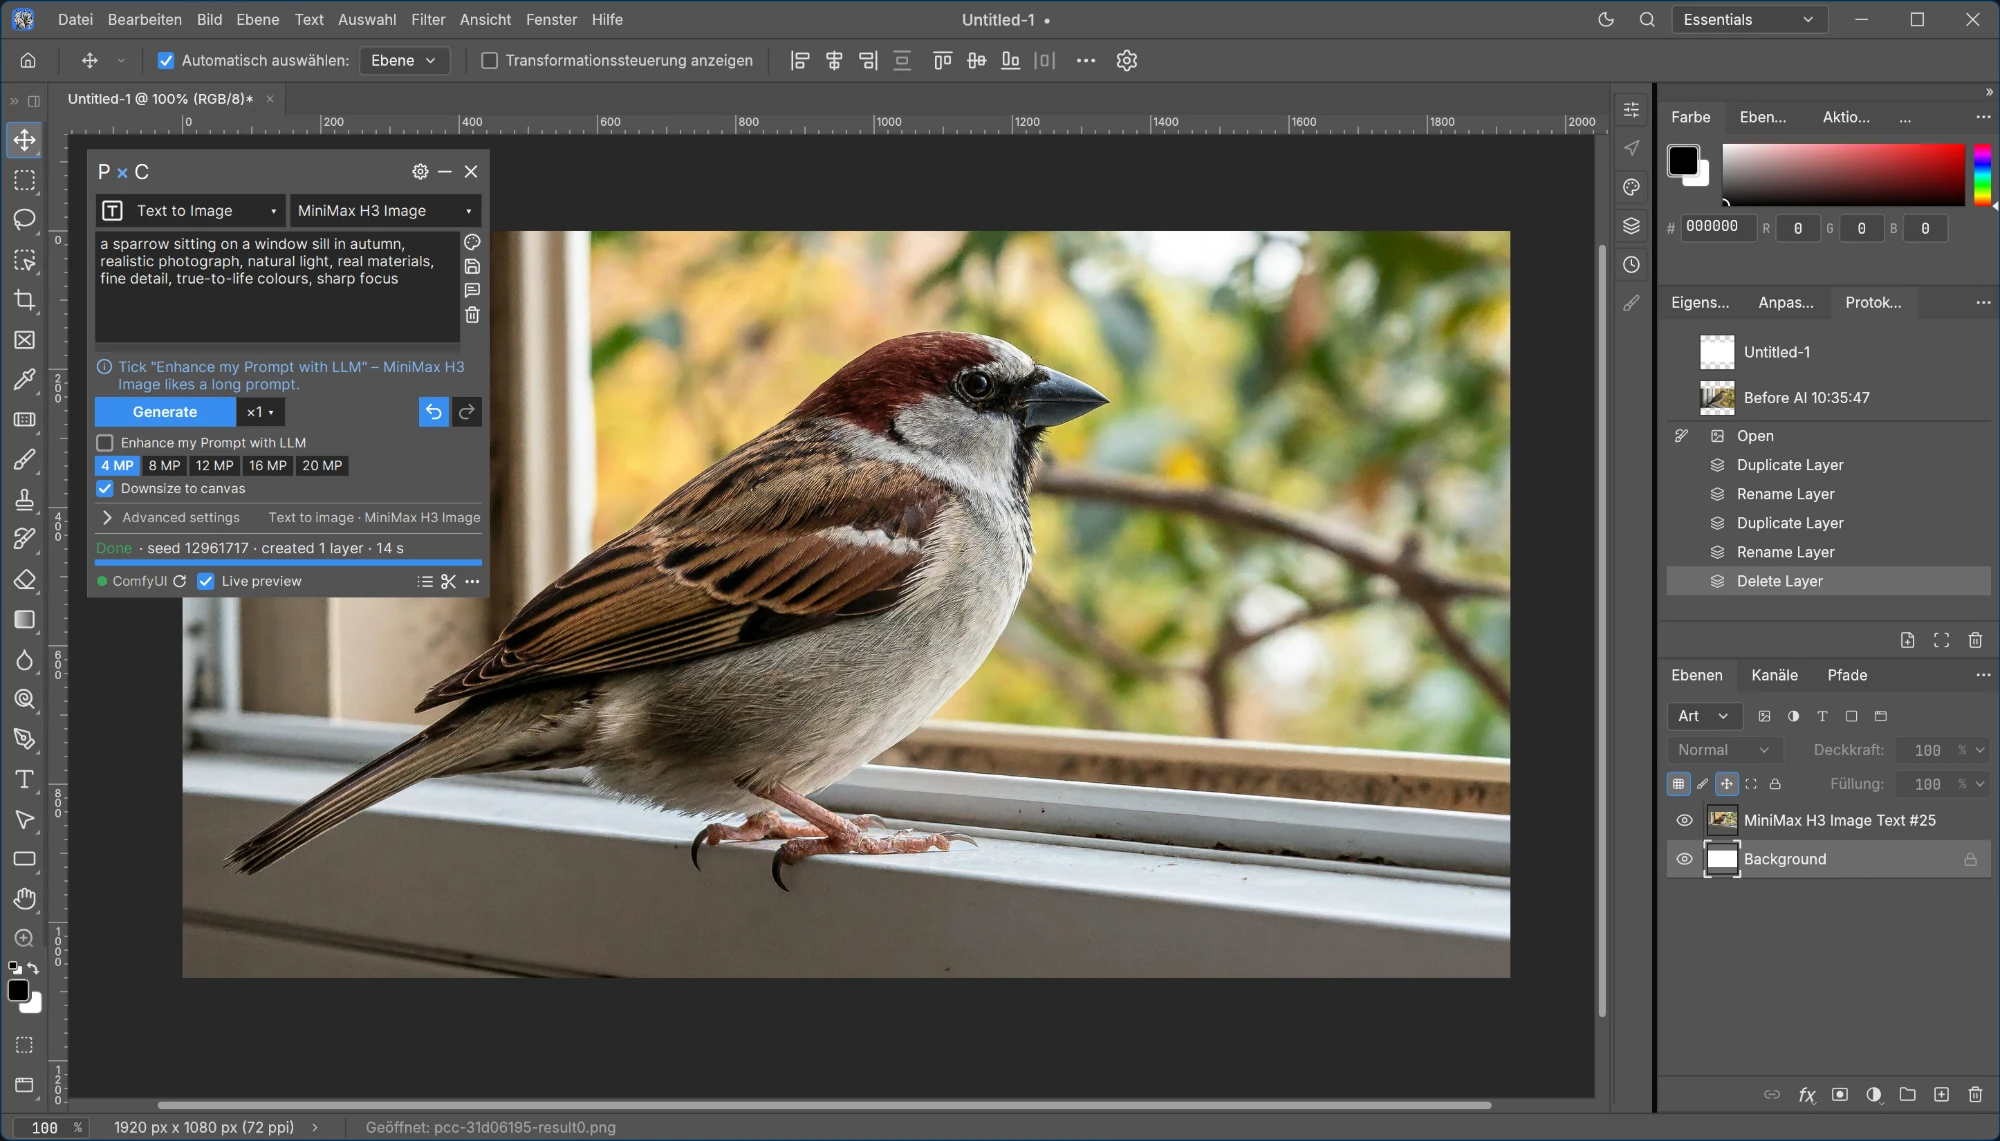 Datei Bearbeiten Bild Ebene Text Auswahl Filter Ansicht Fenster Hilfe
Untitled-1 •
Essentials
Automatisch auswählen: Ebene
Transformationssteuerung anzeigen
Untitled-1 @ 100% (RGB/8)*
0 200 400 600 800 1000 1200 1400 1600 1800 2000
P × C
Text to Image
MiniMax H3 Image
a sparrow sitting on a window sill in autumn,
realistic photograph, natural light, real materials,
fine detail, true-to-life colours, sharp focus
Tick "Enhance my Prompt with LLM" – MiniMax H3
Image likes a long prompt.
Generate
×1
Enhance my Prompt with LLM
4 MP 8 MP 12 MP 16 MP 20 MP
Downsize to canvas
Advanced settings
Text to image · MiniMax H3 Image
Done · seed 12961717 · created 1 layer · 14 s
ComfyUI
Live preview
0
200
400
600
800
1000
1200
Farbe Eben... Aktio... ...
# 000000 R 0 G 0 B 0
Eigens... Anpas... Protok...
Untitled-1
Before AI 10:35:47
Open
Duplicate Layer
Rename Layer
Duplicate Layer
Rename Layer
Delete Layer
Ebenen Kanäle Pfade
Art
Normal
Deckkraft: 100 %
Füllung: 100 %
MiniMax H3 Image Text #25
Background
fx
100 %
1920 px x 1080 px (72 ppi)
Geöffnet: pcc-31d06195-result0.png